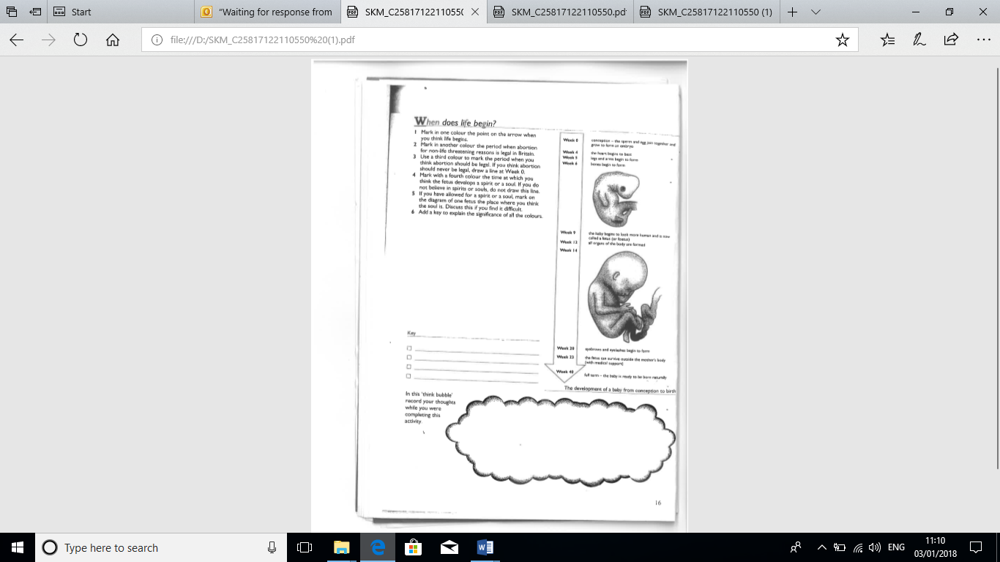 Start
"Waiting for response from
SKM_C25817122110550
SKM_C25817122110550.pdf
SKM_C25817122110550 (1)
file:///D:/SKM_C25817122110550%20(1).pdf
When does life begin?
1 Mark in one colour the point on the arrow when
you think life begins.
2 Mark in another colour the period when abortion
for non-life threatening reasons is legal in Britain.
3 Use a third colour to mark the period when you
think abortion should be legal. If you think abortion
should never be legal, draw a line at Week 0.
4 Mark with a fourth colour the time at which you
think the fetus develops a spirit or a soul. If you do
not believe in spirits or souls, do not draw this line.
5 If you have allowed for a spirit or a soul, mark on
the diagram of one fetus the place where you think
the soul is. Discuss this if you find it difficult.
6 Add a key to explain the significance of all the colours.
Week 0
conception – the sperm and egg join together and
grow to form an embryo
Week 4
the heart begins to beat
Week 5
legs and arms begin to form
Week 6
bones begin to form
Week 9
the baby begins to look more human and is now
called a fetus (or foetus)
Week 12
all organs of the body are formed
Week 14
Week 20
eyebrows and eyelashes begin to form
Week 23
the fetus can survive outside the mother's body
(with medical support)
Week 40
full term – the baby is ready to be born naturally
The development of a baby from conception to birth
Key
In this 'think bubble'
record your thoughts
while you were
completing this
activity.
16
Type here to search
ENG
11:10
03/01/2018